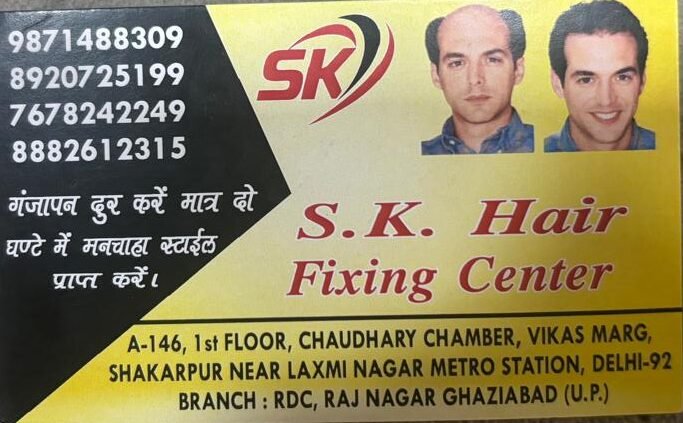 9871488309
8920725199
7678242249
8882612315
गंजापन दुर करें मात्र दो
घण्टे में मनचाहा स्टाईल
प्राप्त करें।
SK
S.K. Hair
Fixing Center
A-146, 1st FLOOR, CHAUDHARY CHAMBER, VIKAS MARG,
SHAKARPUR NEAR LAXMI NAGAR METRO STATION, DELHI-92
BRANCH : RDC, RAJ NAGAR GHAZIABAD (U.P.)